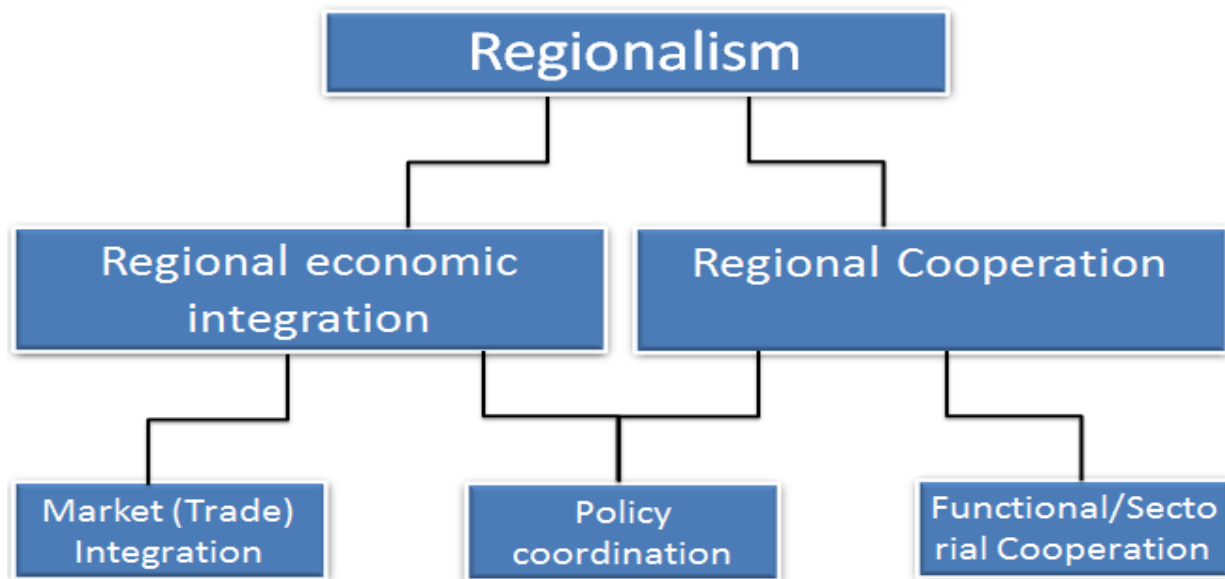 Regionalism
Regional economic
integration
Regional Cooperation
Market (Trade)
Integration
Policy
coordination
Functional/Secto
rial Cooperation